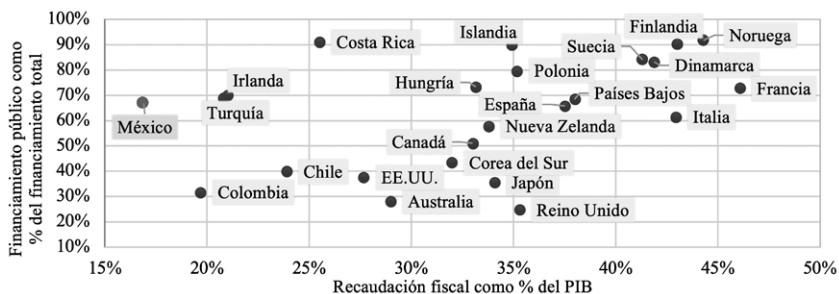 Financiamiento público como
% del financiamiento total
100%
90%
80%
70%
60%
50%
40%
30%
20%
10%
Costa Rica
Islandia
Finlandia
Noruega
Suecia
Dinamarca
Irlanda
Hungría
Polonia
Turquía
España
Países Bajos
Francia
México
Nueva Zelanda
Italia
Canadá
Chile
EE.UU.
Corea del Sur
Colombia
Australia
Japón
Reino Unido
15%
20%
25%
30%
35%
40%
45%
50%
Recaudación fiscal como % del PIB